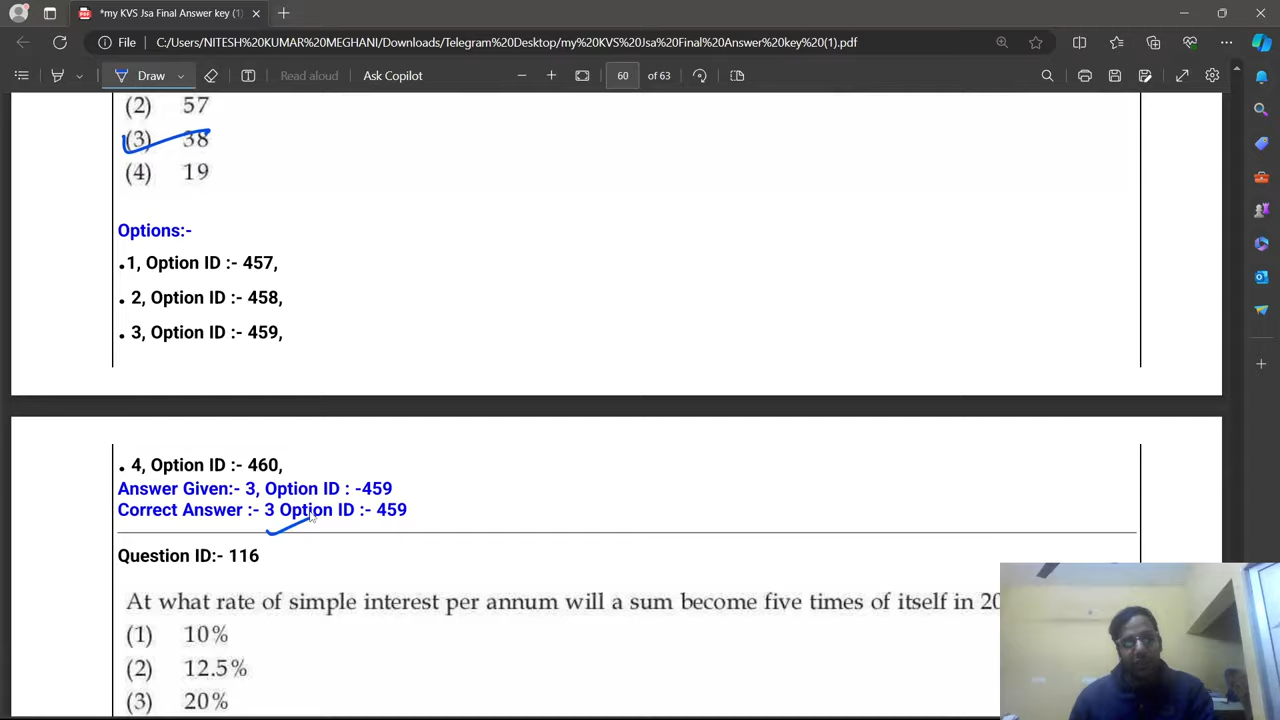 *my KVS Jsa Final Answer key (1)
File C:/Users/NITESH%20KUMAR%20MEGHANI/Downloads/Telegram%20Desktop/my%20KVS%20Jsa%20Final%20Answer%20key%20(1).pdf
Draw Read aloud Ask Copilot 60 of 63
(2) 57
(3) 38
(4) 19
Options:-
.1, Option ID :- 457,
. 2, Option ID :- 458,
. 3, Option ID :- 459,
. 4, Option ID :- 460,
Answer Given:- 3, Option ID : -459
Correct Answer :- 3 Option ID :- 459
Question ID:- 116
At what rate of simple interest per annum will a sum become five times of itself in 20
(1) 10%
(2) 12.5%
(3) 20%